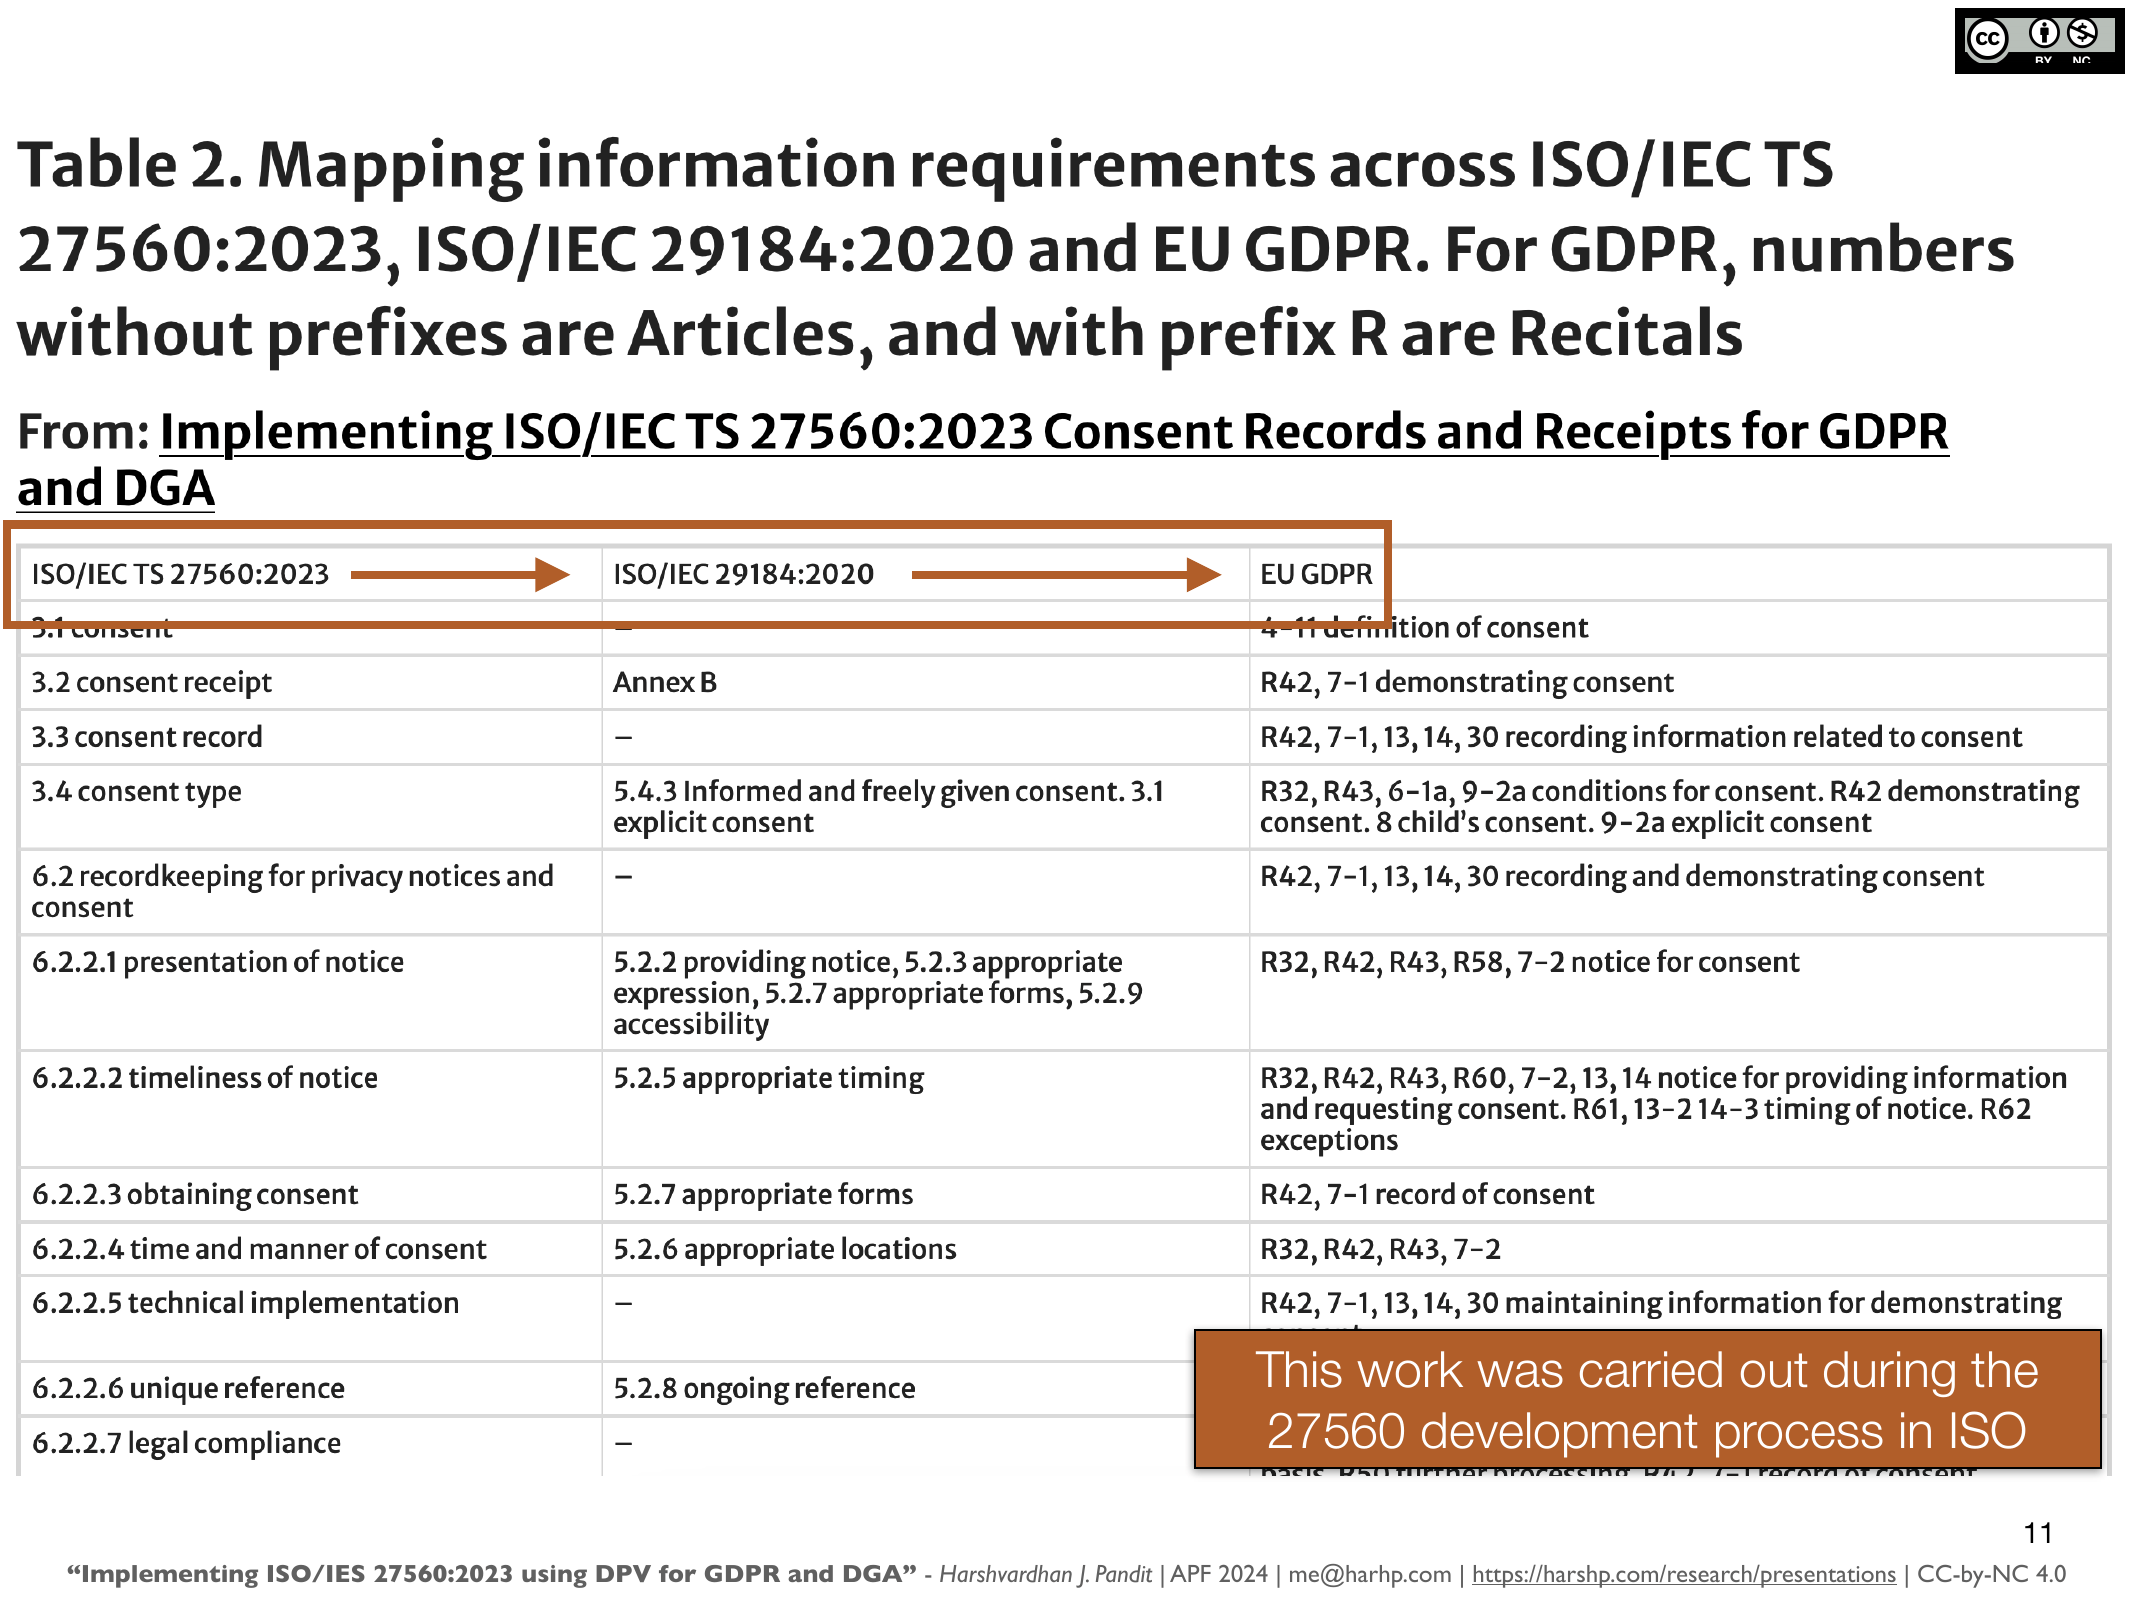 CC BY NC
Table 2. Mapping information requirements across ISO/IEC TS
27560:2023, ISO/IEC 29184:2020 and EU GDPR. For GDPR, numbers
without prefixes are Articles, and with prefix R are Recitals
From: Implementing ISO/IEC TS 27560:2023 Consent Records and Receipts for GDPR
and DGA
ISO/IEC TS 27560:2023 ISO/IEC 29184:2020 EU GDPR
3.1 consent – 4-11 definition of consent
3.2 consent receipt Annex B R42, 7-1 demonstrating consent
3.3 consent record – R42, 7-1, 13, 14, 30 recording information related to consent
3.4 consent type 5.4.3 Informed and freely given consent. 3.1 R32, R43, 6-1a, 9-2a conditions for consent. R42 demonstrating
explicit consent consent. 8 child’s consent. 9-2a explicit consent
6.2 recordkeeping for privacy notices and – R42, 7-1, 13, 14, 30 recording and demonstrating consent
consent
6.2.2.1 presentation of notice 5.2.2 providing notice, 5.2.3 appropriate R32, R42, R43, R58, 7-2 notice for consent
expression, 5.2.7 appropriate forms, 5.2.9
accessibility
6.2.2.2 timeliness of notice 5.2.5 appropriate timing R32, R42, R43, R60, 7-2, 13, 14 notice for providing information
and requesting consent. R61, 13-2 14-3 timing of notice. R62
exceptions
6.2.2.3 obtaining consent 5.2.7 appropriate forms R42, 7-1 record of consent
6.2.2.4 time and manner of consent 5.2.6 appropriate locations R32, R42, R43, 7-2
6.2.2.5 technical implementation – R42, 7-1, 13, 14, 30 maintaining information for demonstrating
6.2.2.6 unique reference 5.2.8 ongoing reference
6.2.2.7 legal compliance –
This work was carried out during the
27560 development process in ISO
basis. R50 further processing. R42, 7-1 record of consent
11
“Implementing ISO/IES 27560:2023 using DPV for GDPR and DGA” - Harshvardhan J. Pandit | APF 2024 | me@harhp.com | https://harshp.com/research/presentations | CC-by-NC 4.0